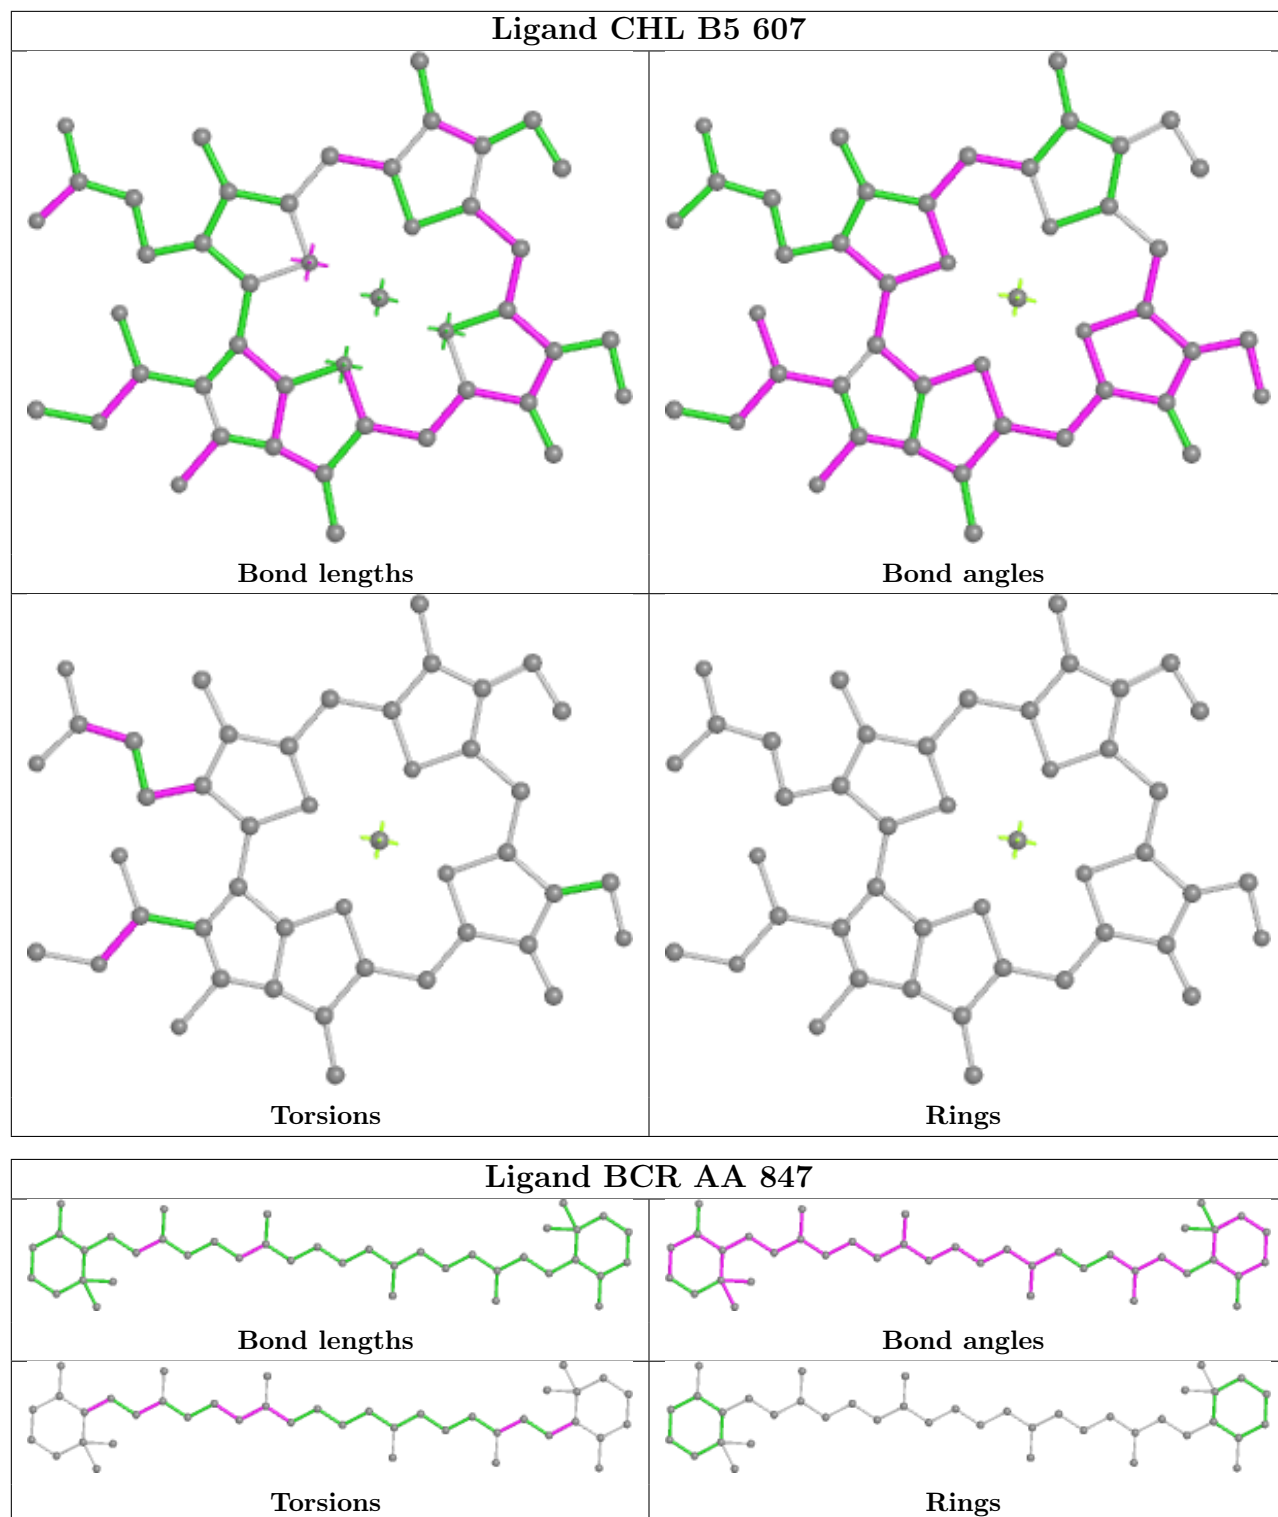 Ligand CHL B5 607
Bond lengths
Bond angles
Torsions
Rings
Ligand BCR AA 847
Bond lengths
Bond angles
Torsions
Rings